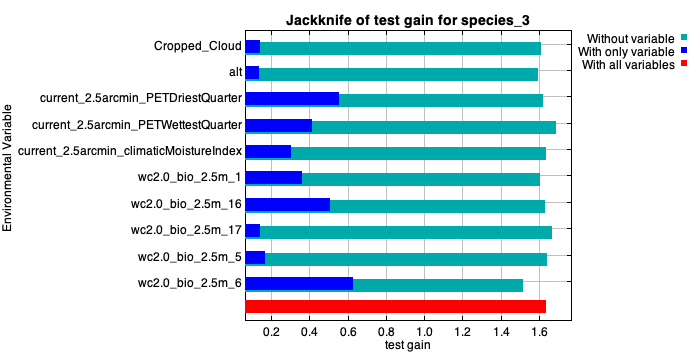 Jackknife of test gain for species_3
Environmental Variable
Cropped_Cloud
alt
current_2.5arcmin_PETDriestQuarter
current_2.5arcmin_PETWettestQuarter
current_2.5arcmin_climaticMoistureIndex
wc2.0_bio_2.5m_1
wc2.0_bio_2.5m_16
wc2.0_bio_2.5m_17
wc2.0_bio_2.5m_5
wc2.0_bio_2.5m_6
0.2 0.4 0.6 0.8 1.0 1.2 1.4 1.6
test gain
Without variable
With only variable
With all variables